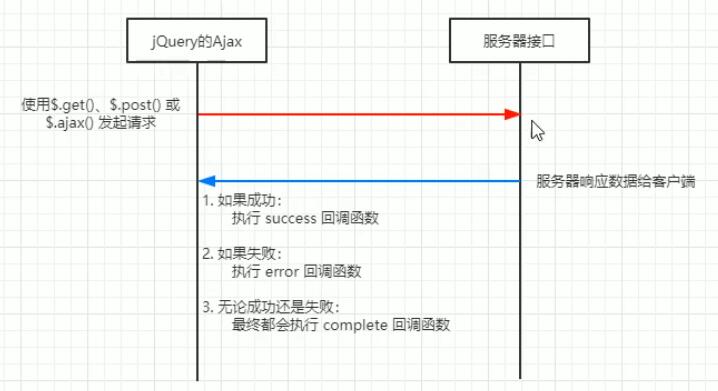 jQuery的Ajax
服务器接口
使用$.get()、$.post() 或
$.ajax() 发起请求
服务器响应数据给客户端
1. 如果成功：
执行 success 回调函数
2. 如果失败：
执行 error 回调函数
3. 无论成功还是失败：
最终都会执行 complete 回调函数